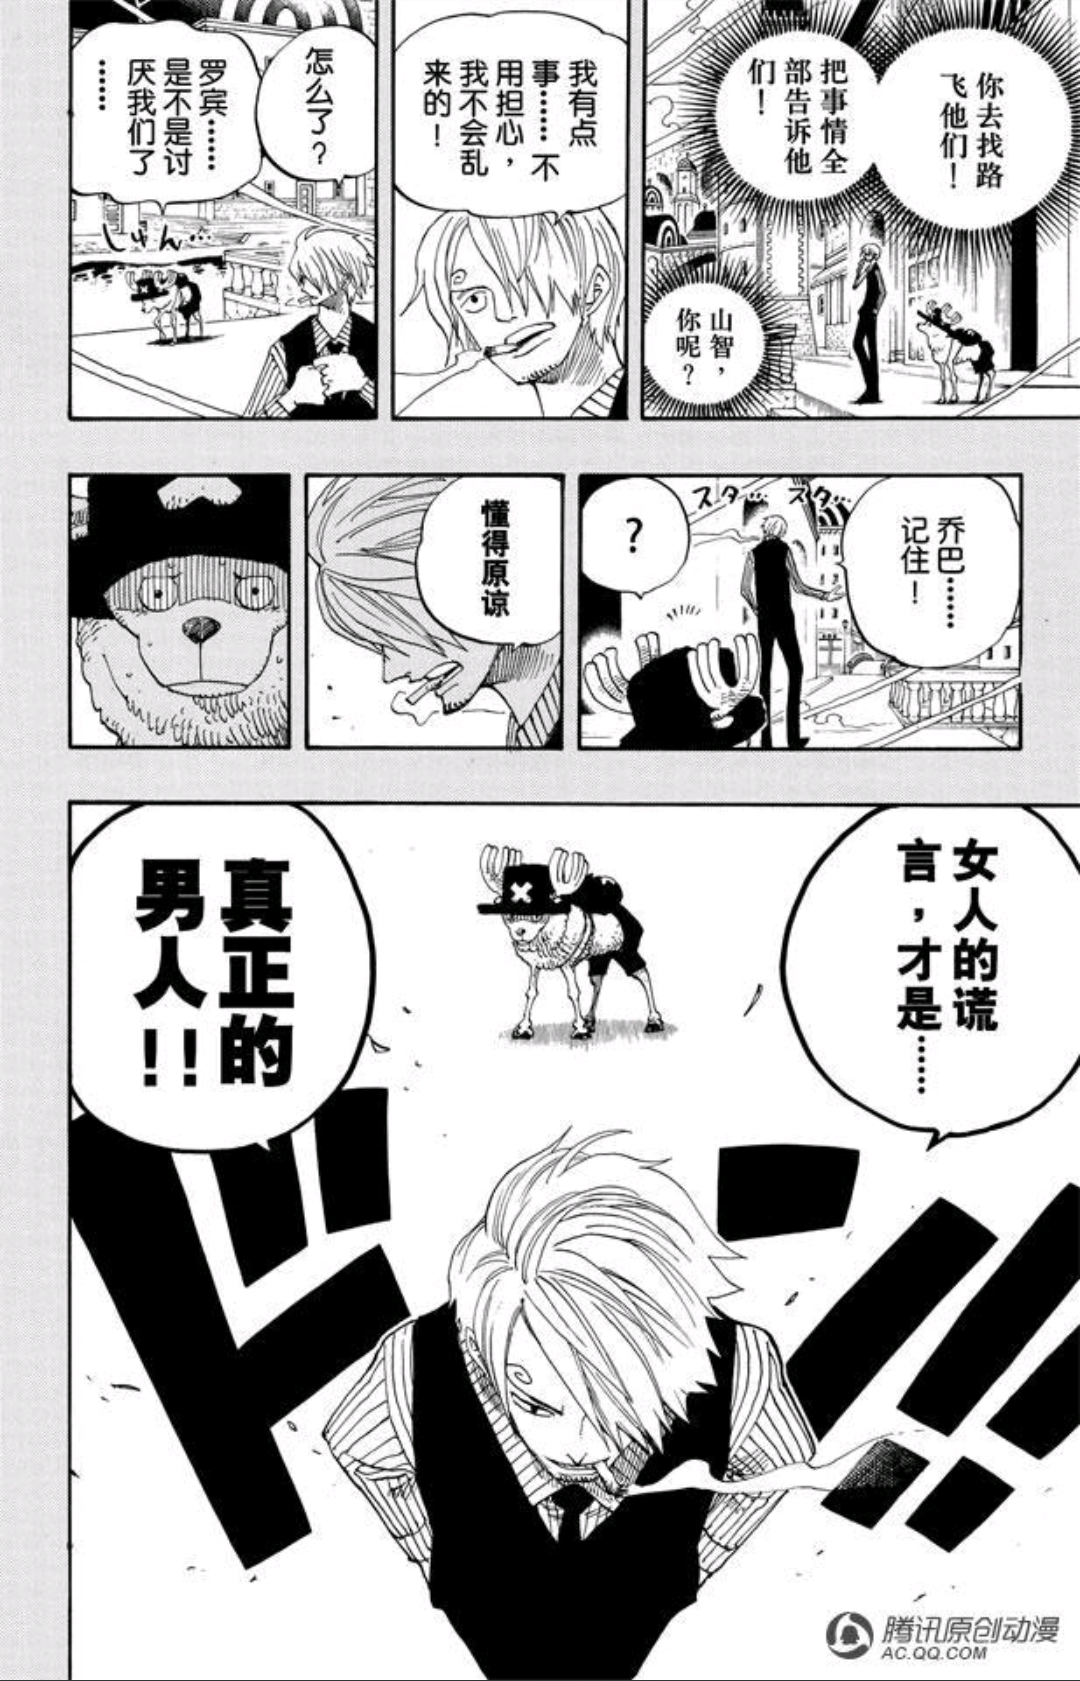 你去找路
飞他们！
把事情全
部告诉他
们！
山智，
你呢？
我有点
事……不
用担心，
我不会乱
来的！
怎么了？
罗宾……
是不是讨
厌我们了
……
しゅん…
乔巴……
记住！
スタ…
スタ…
？
懂得原谅
女人的谎
言，才是……
真正的
男人！！
ド
ン
!!
腾讯原创动漫
AC.QQ.COM